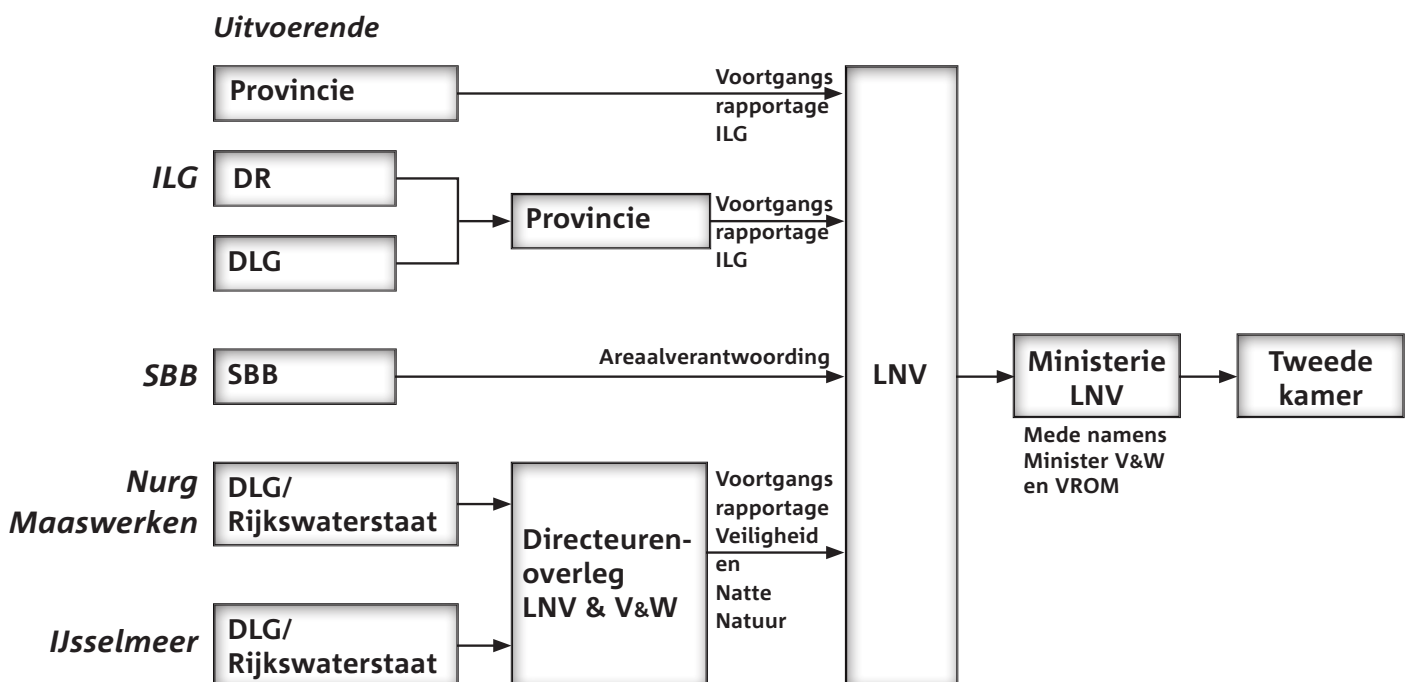 Uitvoerende
Provincie
Voortgangs
rapportage
ILG
ILG
DR
DLG
Provincie
Voortgangs
rapportage
ILG
SBB
SBB
Areaalverantwoording
LNV
Ministerie
LNV
Mede namens
Minister V&W
en VROM
Tweede
kamer
Nurg
Maaswerken
DLG/
Rijkswaterstaat
Directeuren-
overleg
LNV & V&W
Voortgangs
rapportage
Veiligheid
en
Natte
Natuur
IJsselmeer
DLG/
Rijkswaterstaat